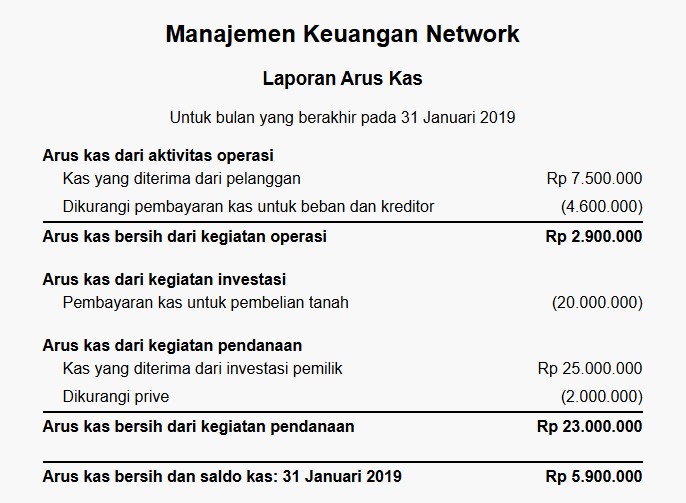 Manajemen Keuangan Network
Laporan Arus Kas
Untuk bulan yang berakhir pada 31 Januari 2019
Arus kas dari aktivitas operasi
Kas yang diterima dari pelanggan Rp 7.500.000
Dikurangi pembayaran kas untuk beban dan kreditor (4.600.000)
Arus kas bersih dari kegiatan operasi Rp 2.900.000
Arus kas dari kegiatan investasi
Pembayaran kas untuk pembelian tanah (20.000.000)
Arus kas dari kegiatan pendanaan
Kas yang diterima dari investasi pemilik Rp 25.000.000
Dikurangi prive (2.000.000)
Arus kas bersih dari kegiatan pendanaan Rp 23.000.000
Arus kas bersih dan saldo kas: 31 Januari 2019 Rp 5.900.000